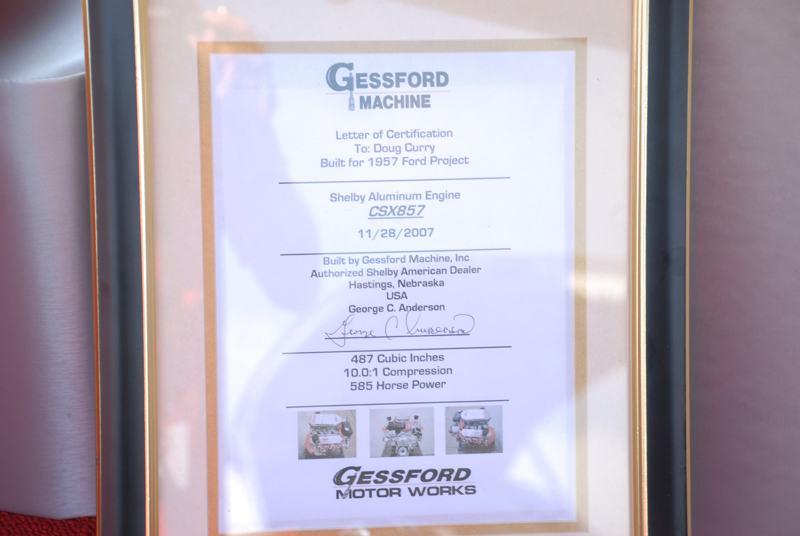 GESSFORD
MACHINE
Letter of Certification
To: Doug Curry
Built for 1957 Ford Project
Shelby Aluminum Engine
CSX857
11/28/2007
Built by Gessford Machine, Inc
Authorized Shelby American Dealer
Hastings, Nebraska
USA
George C. Anderson
George C Anderson
487 Cubic Inches
10.0:1 Compression
585 Horse Power
GESSFORD
MOTOR WORKS